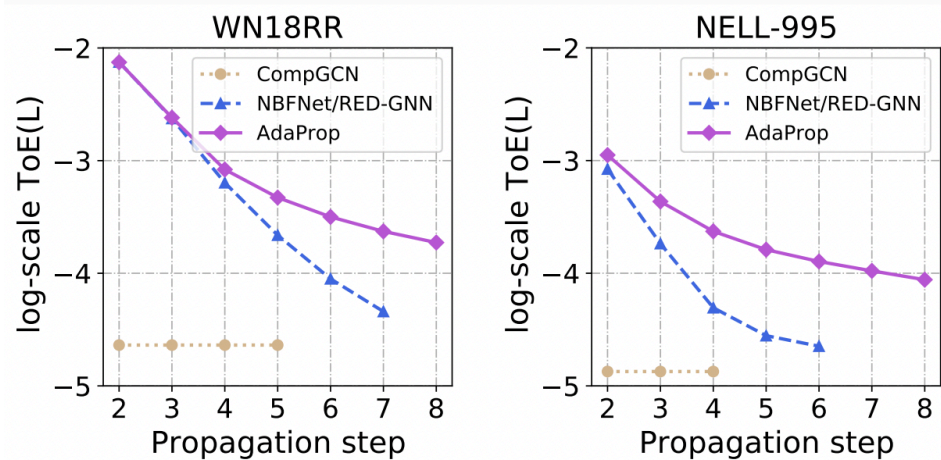 WN18RR
log-scale ToE(L)
−2
−3
−4
−5
CompGCN
NBFNet/RED-GNN
AdaProp
2 3 4 5 6 7 8
Propagation step
NELL-995
log-scale ToE(L)
−2
−3
−4
−5
CompGCN
NBFNet/RED-GNN
AdaProp
2 3 4 5 6 7 8
Propagation step